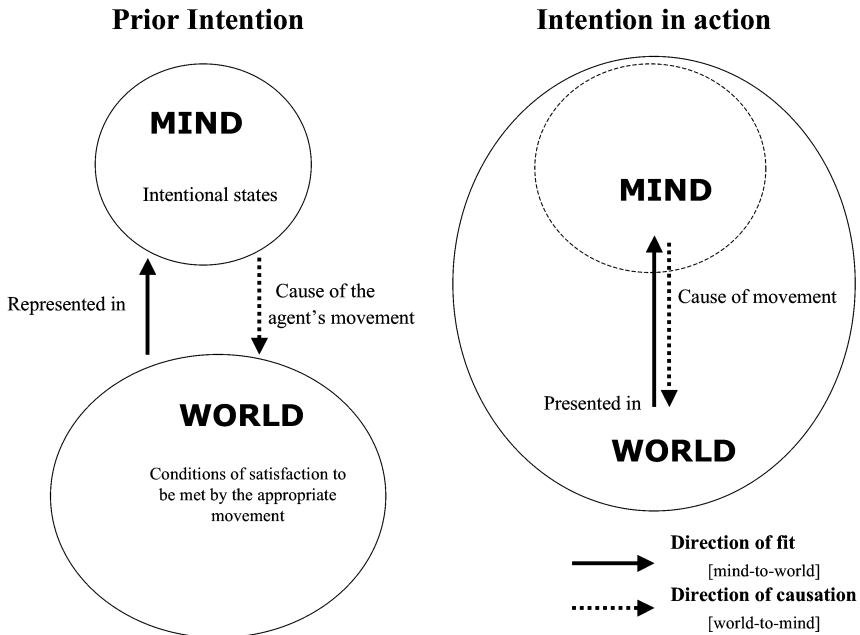 Prior Intention
MIND
Intentional states
Represented in
Cause of the
agent's movement
WORLD
Conditions of satisfaction to
be met by the appropriate
movement
Intention in action
MIND
Cause of movement
Presented in
WORLD
Direction of fit
[mind-to-world]
Direction of causation
[world-to-mind]